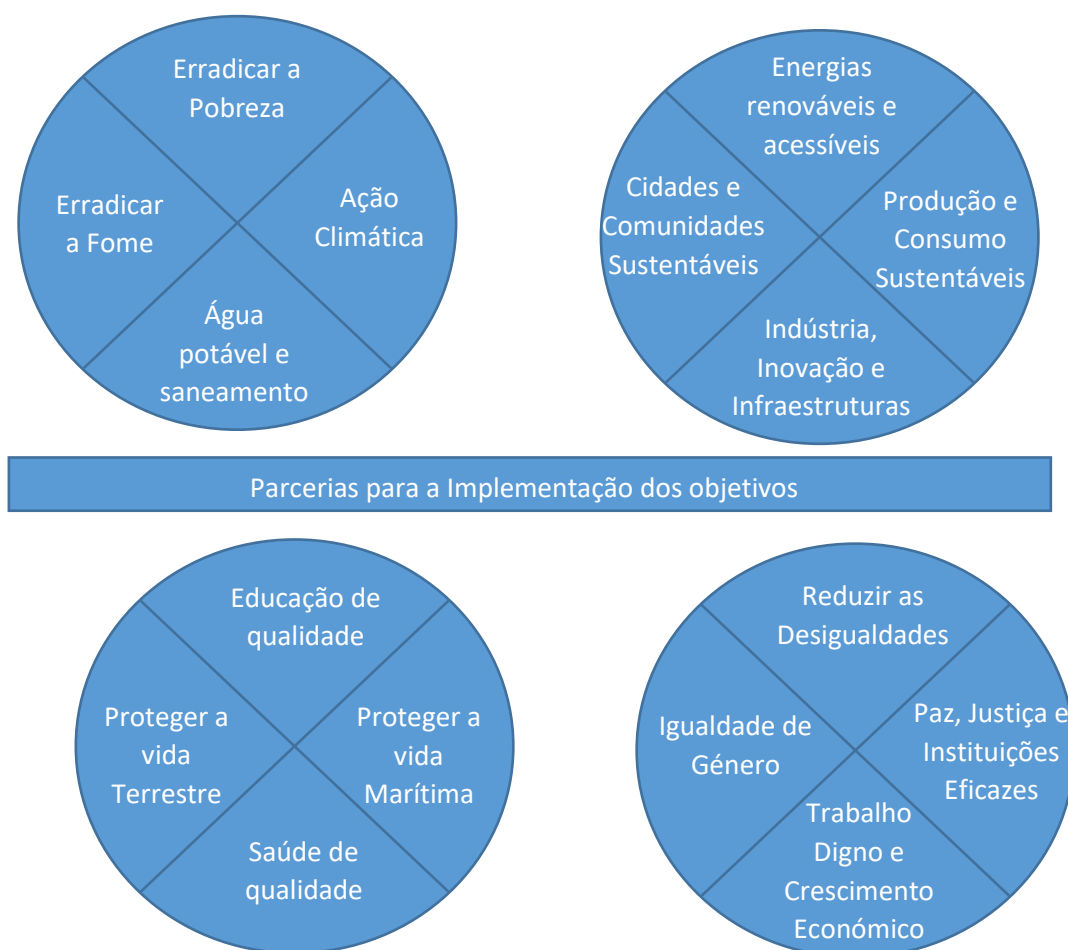 Erradicar a
Pobreza
Erradicar
a Fome
Ação
Climática
Água
potável e
saneamento
Energias
renováveis e
acessíveis
Cidades e
Comunidades
Sustentáveis
Produção e
Consumo
Sustentáveis
Indústria,
Inovação e
Infraestruturas
Parcerias para a Implementação dos objetivos
Educação de
qualidade
Proteger a
vida
Terrestre
Proteger a
vida
Marítima
Saúde de
qualidade
Reduzir as
Desigualdades
Igualdade de
Género
Paz, Justiça e
Instituições
Eficazes
Trabalho
Digno e
Crescimento
Económico